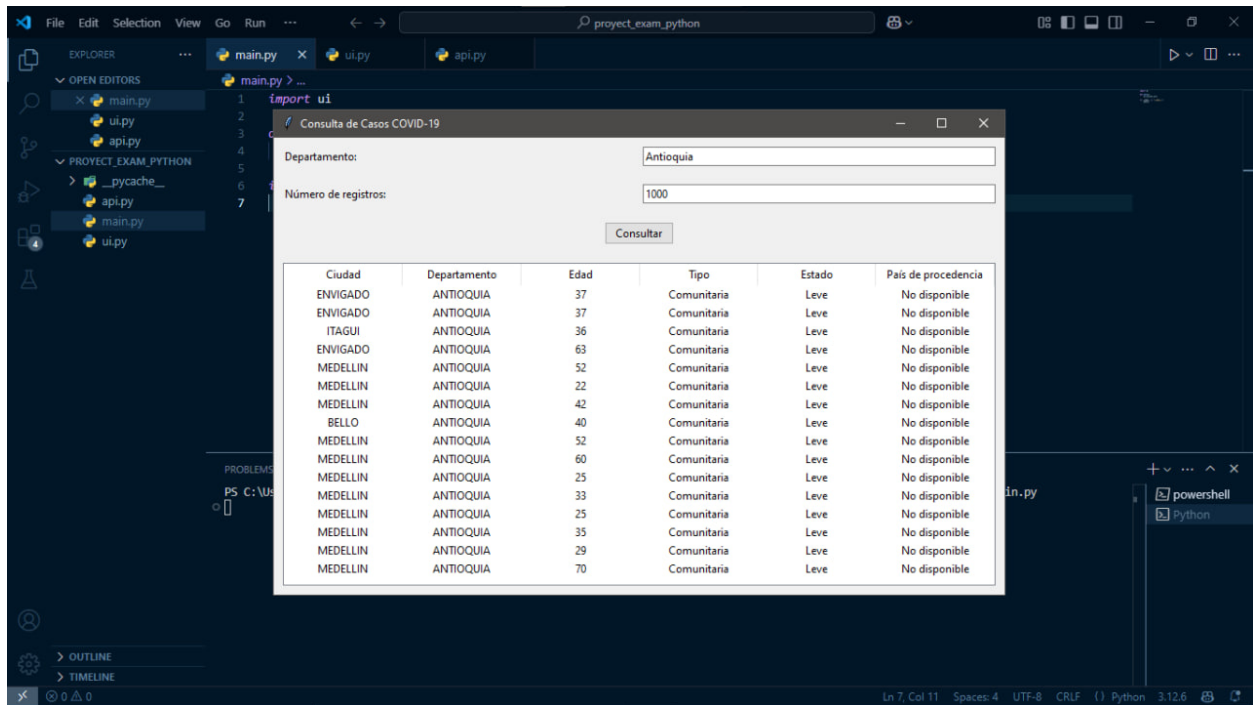 File Edit Selection View Go Run ··· proyect_exam_python
EXPLORER ···
OPEN EDITORS
main.py
ui.py
api.py
PROYECT_EXAM_PYTHON
__pycache__
api.py
main.py
ui.py
4
OUTLINE
TIMELINE
main.py ui.py api.py
main.py > ...
1 import ui
2
3
4
5
6
7
Consulta de Casos COVID-19
Departamento: Antioquia
Número de registros: 1000
Consultar
Ciudad Departamento Edad Tipo Estado País de procedencia
ENVIGADO ANTIOQUIA 37 Comunitaria Leve No disponible
ENVIGADO ANTIOQUIA 37 Comunitaria Leve No disponible
ITAGUI ANTIOQUIA 36 Comunitaria Leve No disponible
ENVIGADO ANTIOQUIA 63 Comunitaria Leve No disponible
MEDELLIN ANTIOQUIA 52 Comunitaria Leve No disponible
MEDELLIN ANTIOQUIA 22 Comunitaria Leve No disponible
MEDELLIN ANTIOQUIA 42 Comunitaria Leve No disponible
BELLO ANTIOQUIA 40 Comunitaria Leve No disponible
MEDELLIN ANTIOQUIA 52 Comunitaria Leve No disponible
MEDELLIN ANTIOQUIA 60 Comunitaria Leve No disponible
MEDELLIN ANTIOQUIA 25 Comunitaria Leve No disponible
MEDELLIN ANTIOQUIA 33 Comunitaria Leve No disponible
MEDELLIN ANTIOQUIA 25 Comunitaria Leve No disponible
MEDELLIN ANTIOQUIA 35 Comunitaria Leve No disponible
MEDELLIN ANTIOQUIA 29 Comunitaria Leve No disponible
MEDELLIN ANTIOQUIA 70 Comunitaria Leve No disponible
PROBLEMS
PS C:\Us in.py
powershell
Python
0 0 Ln 7, Col 11 Spaces: 4 UTF-8 CRLF {} Python 3.12.6